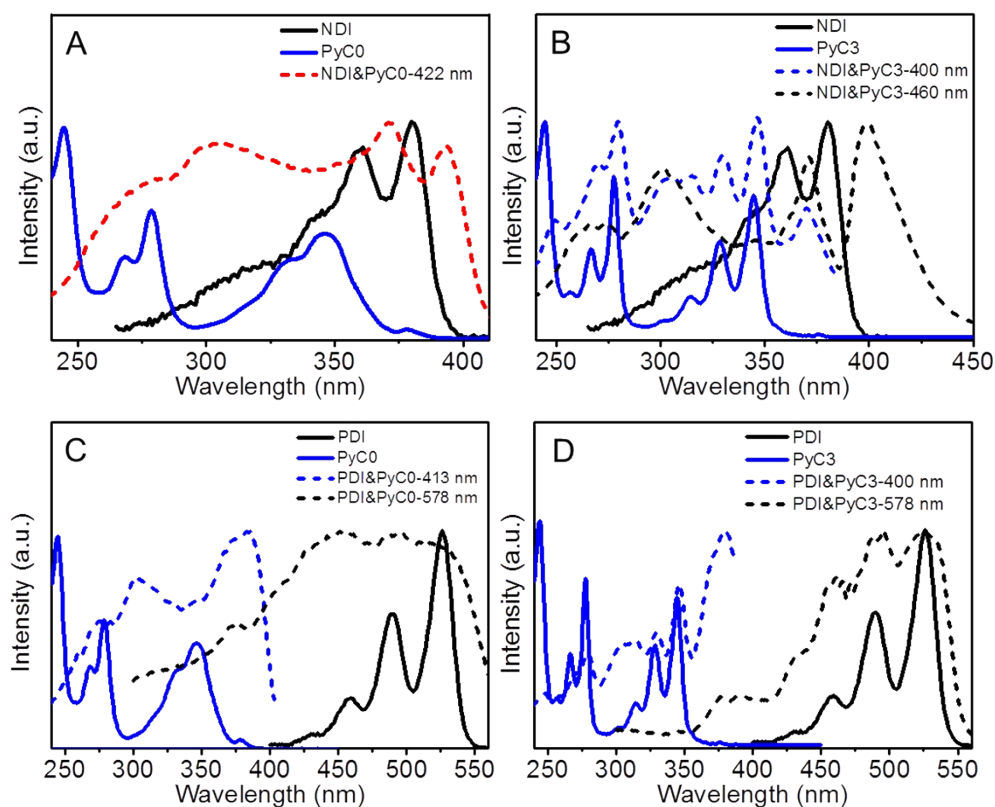 A
NDI
PyC0
NDI&PyC0-422 nm
Intensity (a.u.)
250 300 350 400
Wavelength (nm)
B
NDI
PyC3
NDI&PyC3-400 nm
NDI&PyC3-460 nm
Intensity (a.u.)
250 300 350 400 450
Wavelength (nm)
C
PDI
PyC0
PDI&PyC0-413 nm
PDI&PyC0-578 nm
Intensity (a.u.)
250 300 350 400 450 500 550
Wavelength (nm)
D
PDI
PyC3
PDI&PyC3-400 nm
PDI&PyC3-578 nm
Intensity (a.u.)
250 300 350 400 450 500 550
Wavelength (nm)